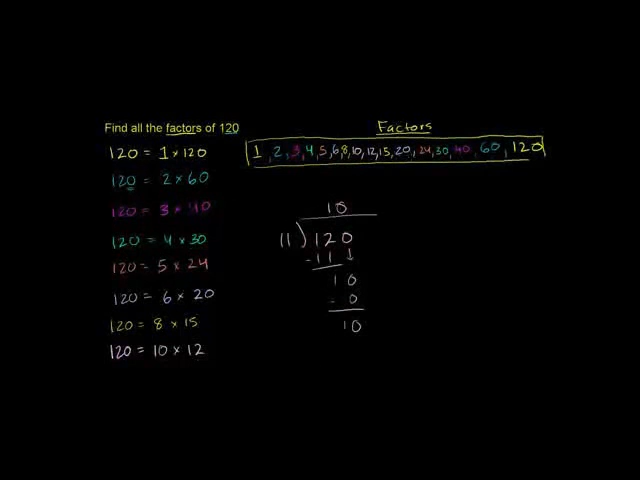 Find all the factors of 120
120 = 1 × 120
120 = 2 × 60
120 = 3 × 40
120 = 4 × 30
120 = 5 × 24
120 = 6 × 20
120 = 8 × 15
120 = 10 × 12
Factors
1, 2, 3, 4, 5, 6, 8, 10, 12, 15, 20, 24, 30, 40, 60, 120
10
11 ) 120
- 11 ↓
10
- 0
10